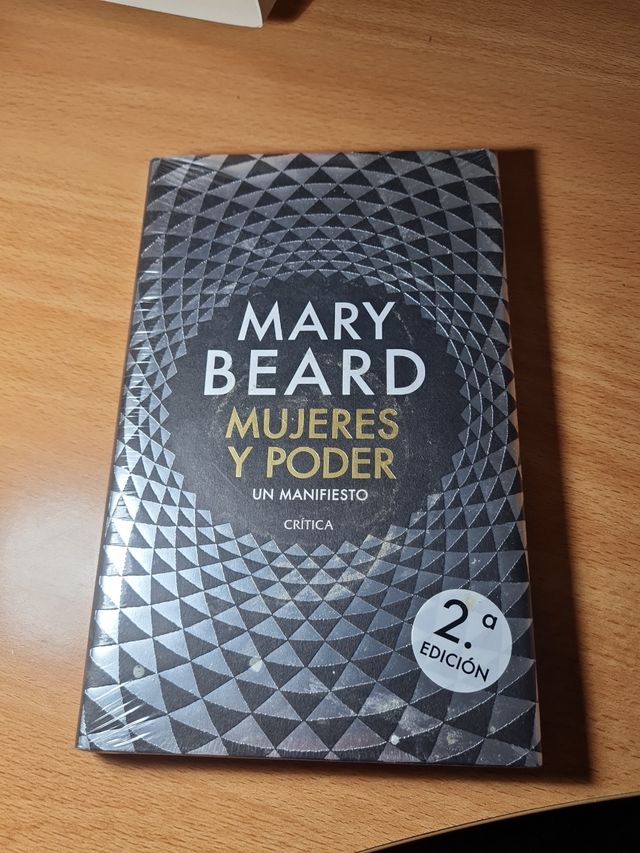 MARY
BEARD
MUJERES
Y PODER
UN MANIFIESTO
CRÍTICA
2.ª
EDICIÓN